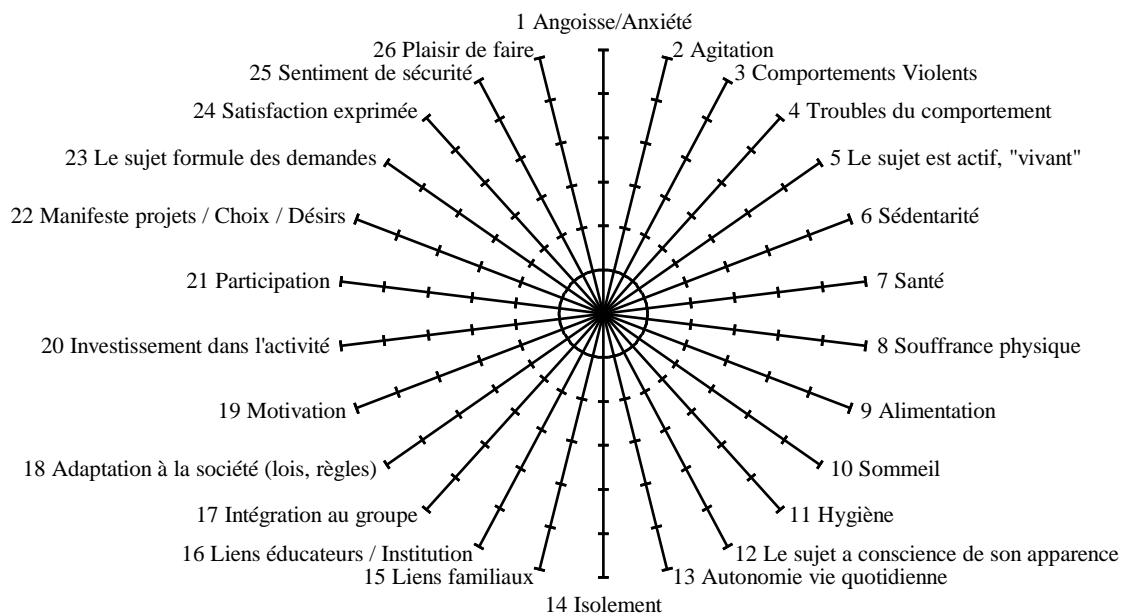 1 Angoisse/Anxiété
2 Agitation
3 Comportements Violents
4 Troubles du comportement
5 Le sujet est actif, "vivant"
6 Sédentarité
7 Santé
8 Souffrance physique
9 Alimentation
10 Sommeil
11 Hygiène
12 Le sujet a conscience de son apparence
13 Autonomie vie quotidienne
14 Isolement
15 Liens familiaux
16 Liens éducateurs / Institution
17 Intégration au groupe
18 Adaptation à la société (lois, règles)
19 Motivation
20 Investissement dans l'activité
21 Participation
22 Manifeste projets / Choix / Désirs
23 Le sujet formule des demandes
24 Satisfaction exprimée
25 Sentiment de sécurité
26 Plaisir de faire